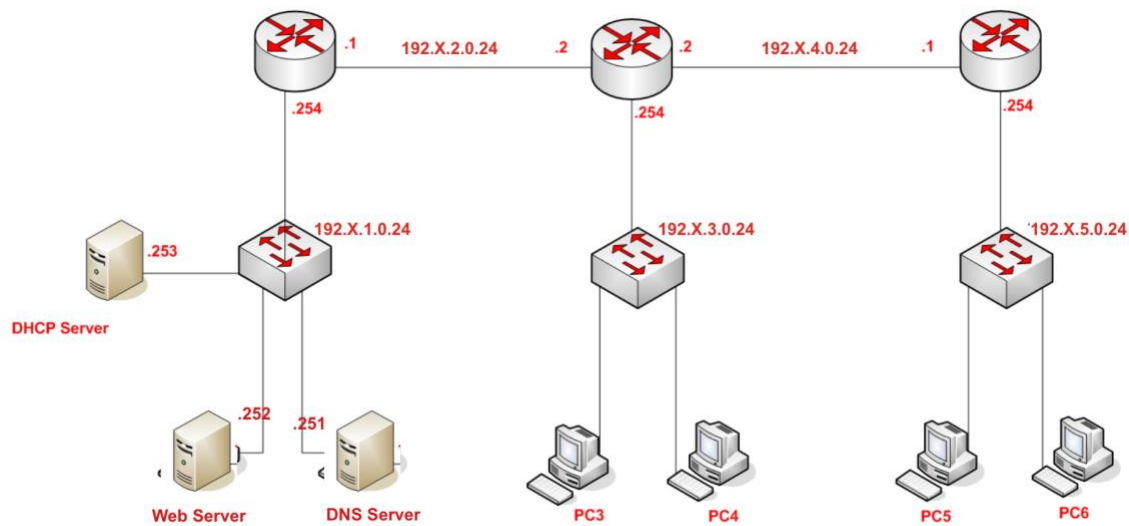 .1
192.X.2.0.24
.2
.2
192.X.4.0.24
.1
.254
.254
.254
192.X.1.0.24
192.X.3.0.24
192.X.5.0.24
.253
DHCP Server
.252
.251
Web Server
DNS Server
PC3
PC4
PC5
PC6